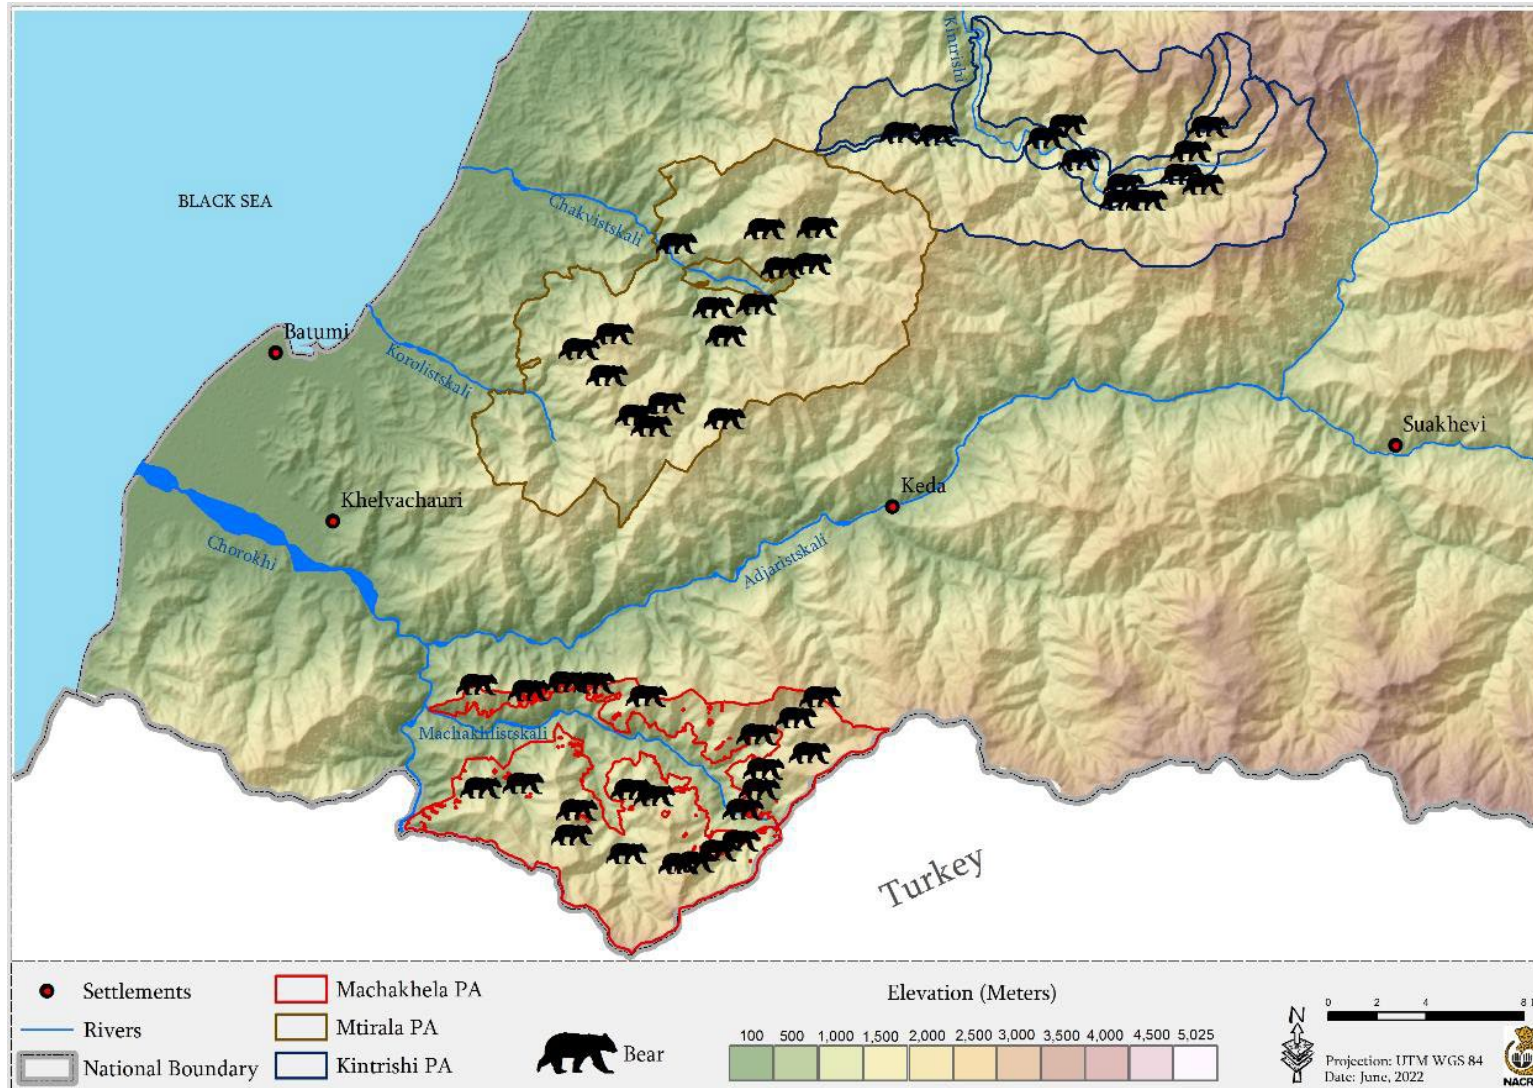 Kintrishi
BLACK SEA
Chakvistskali
Batumi
Korolistskali
Suakhevi
Keda
Khelvachauri
Chorokhi
Adjaristskali
Machakhlistskali
Turkey
Settlements
Rivers
National Boundary
Machakhela PA
Mtirala PA
Kintrishi PA
Bear
Elevation (Meters)
100 500 1,000 1,500 2,000 2,500 3,000 3,500 4,000 4,500 5,025
N
0 2 4 8
Projection: UTM WGS 84
Date: June, 2022